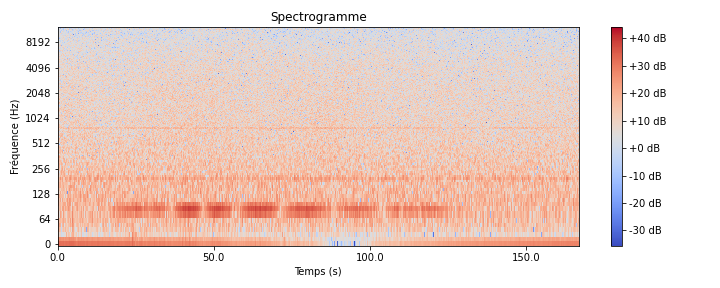 Spectrogramme
Fréquence (Hz)
8192
4096
2048
1024
512
256
128
64
0
0.0
50.0
100.0
150.0
Temps (s)
+40 dB
+30 dB
+20 dB
+10 dB
+0 dB
-10 dB
-20 dB
-30 dB